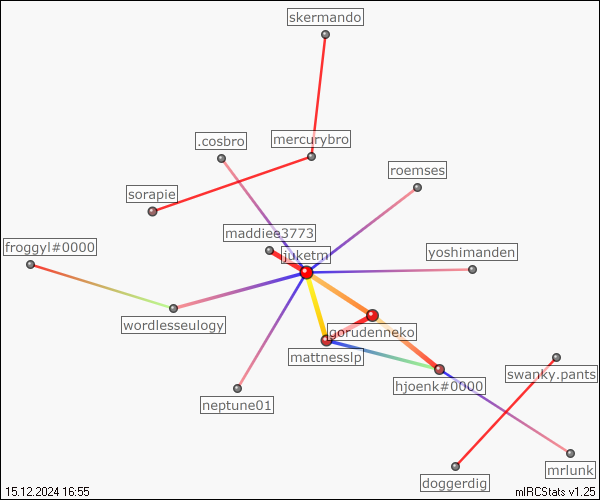 skermando
.cosbro
mercurybro
roemses
sorapie
maddiee3773
froggyl#0000
juketm
yoshimanden
wordlesseulogy
gorudenneko
mattnesslp
swanky.pants
hjoenk#0000
neptune01
mrlunk
doggerdig
15.12.2024 16:55
mIRCStats v1.25